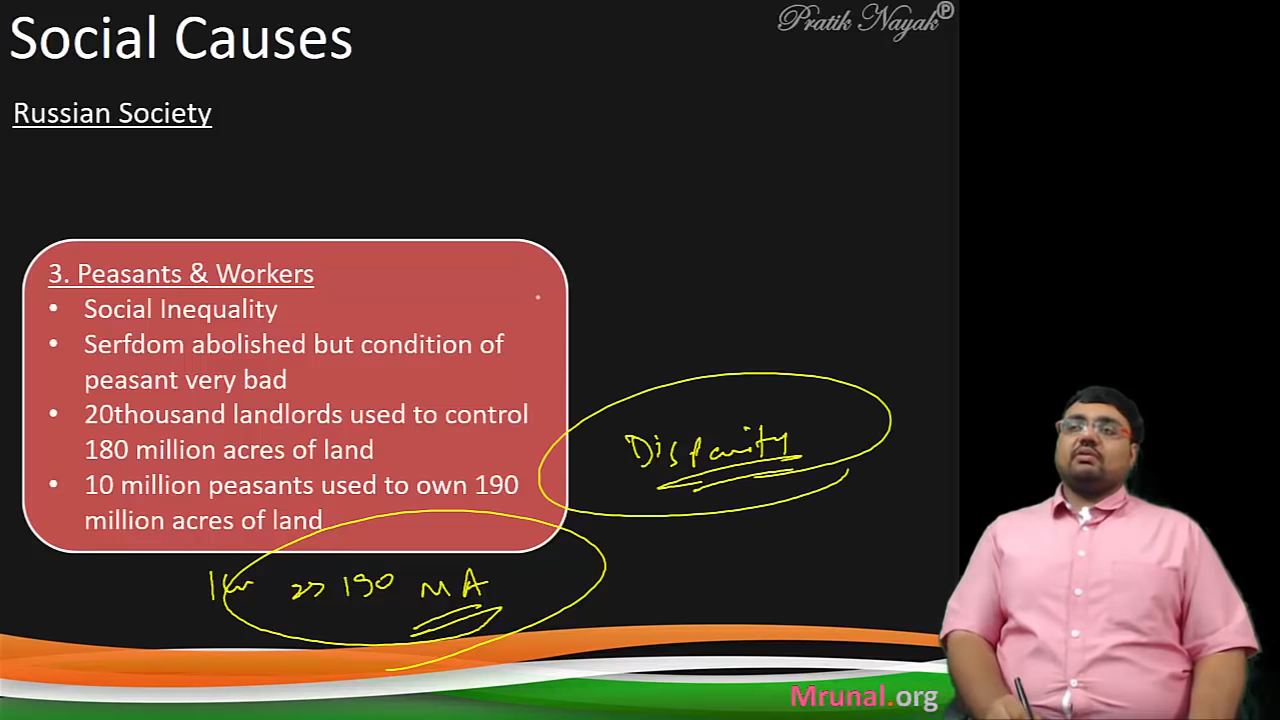 Social Causes
Pratik Nayak ℗
Russian Society
3. Peasants & Workers
• Social Inequality
• Serfdom abolished but condition of
peasant very bad
• 20thousand landlords used to control
180 million acres of land
• 10 million peasants used to own 190
million acres of land
Disparity
190 MA
Mrunal.org